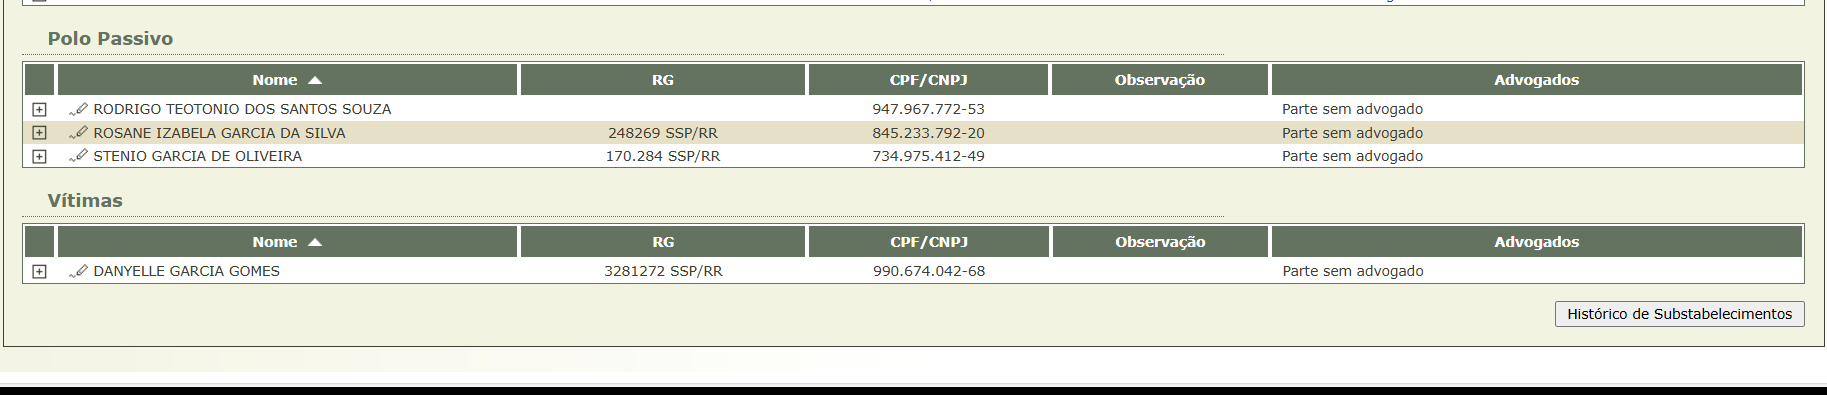 Polo Passivo
Nome RG CPF/CNPJ Observação Advogados
RODRIGO TEOTONIO DOS SANTOS SOUZA 947.967.772-53 Parte sem advogado
ROSANE IZABELA GARCIA DA SILVA 248269 SSP/RR 845.233.792-20 Parte sem advogado
STENIO GARCIA DE OLIVEIRA 170.284 SSP/RR 734.975.412-49 Parte sem advogado
Vítimas
Nome RG CPF/CNPJ Observação Advogados
DANYELLE GARCIA GOMES 3281272 SSP/RR 990.674.042-68 Parte sem advogado
Histórico de Substabelecimentos